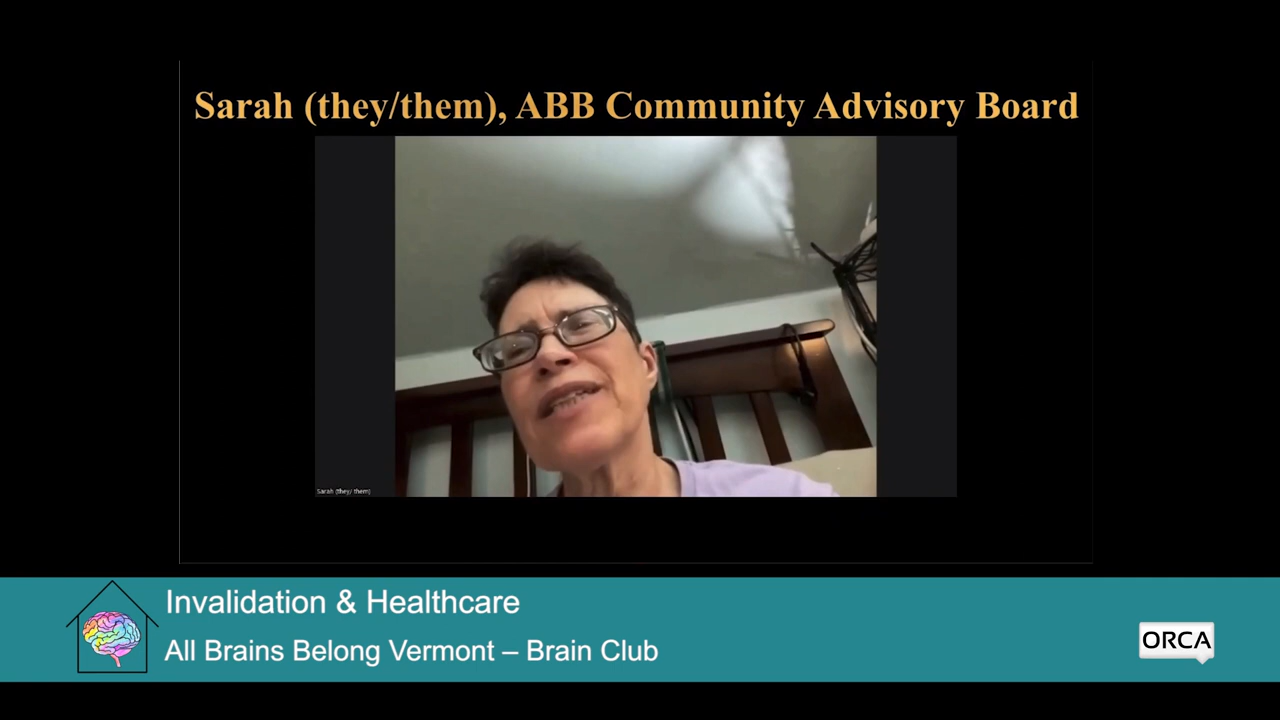 Sarah (they/them), ABB Community Advisory Board
Sarah (they/ them)
Invalidation & Healthcare
All Brains Belong Vermont – Brain Club
ORCA